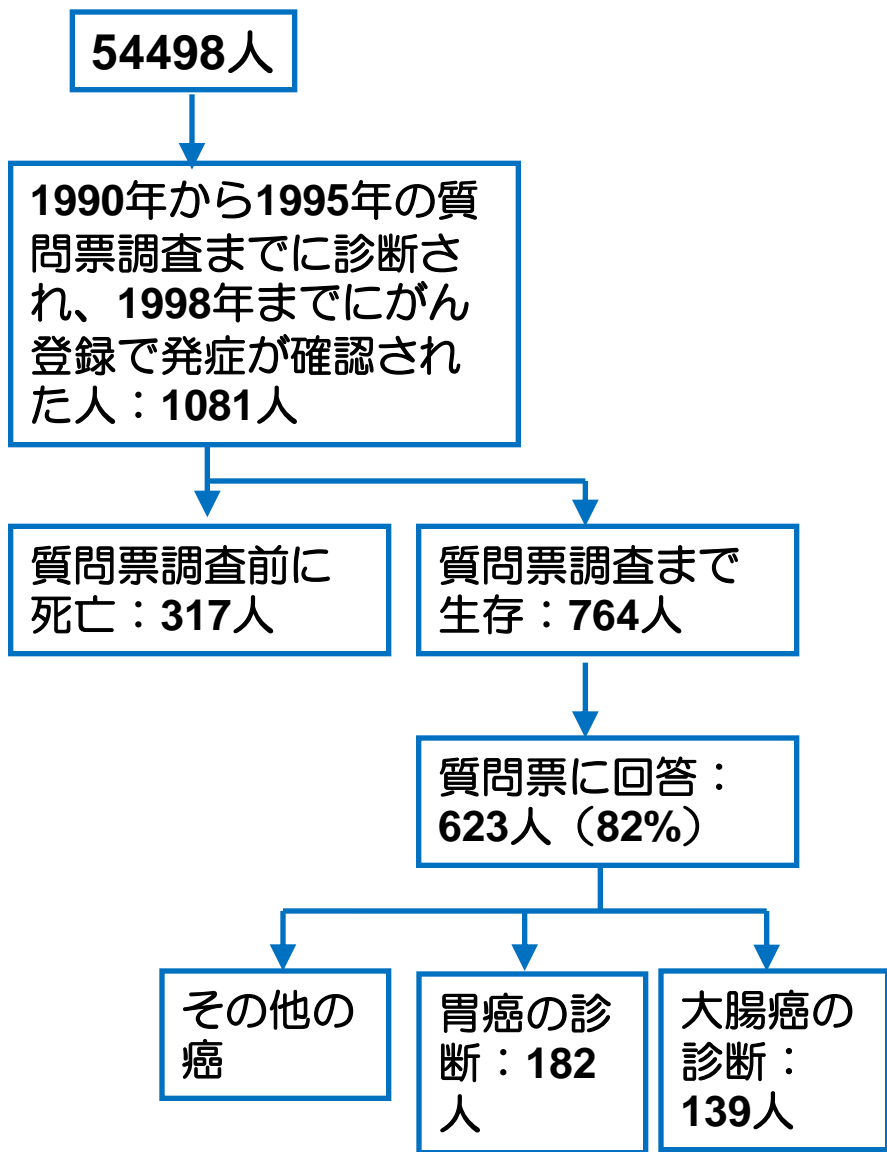 54498人
1990年から1995年の質
問票調査までに診断さ
れ、1998年までにがん
登録で発症が確認され
た人：1081人
質問票調査前に
死亡：317人
質問票調査まで
生存：764人
質問票に回答：
623人（82%）
その他の
癌
胃癌の診
断：182
人
大腸癌の
診断：
139人